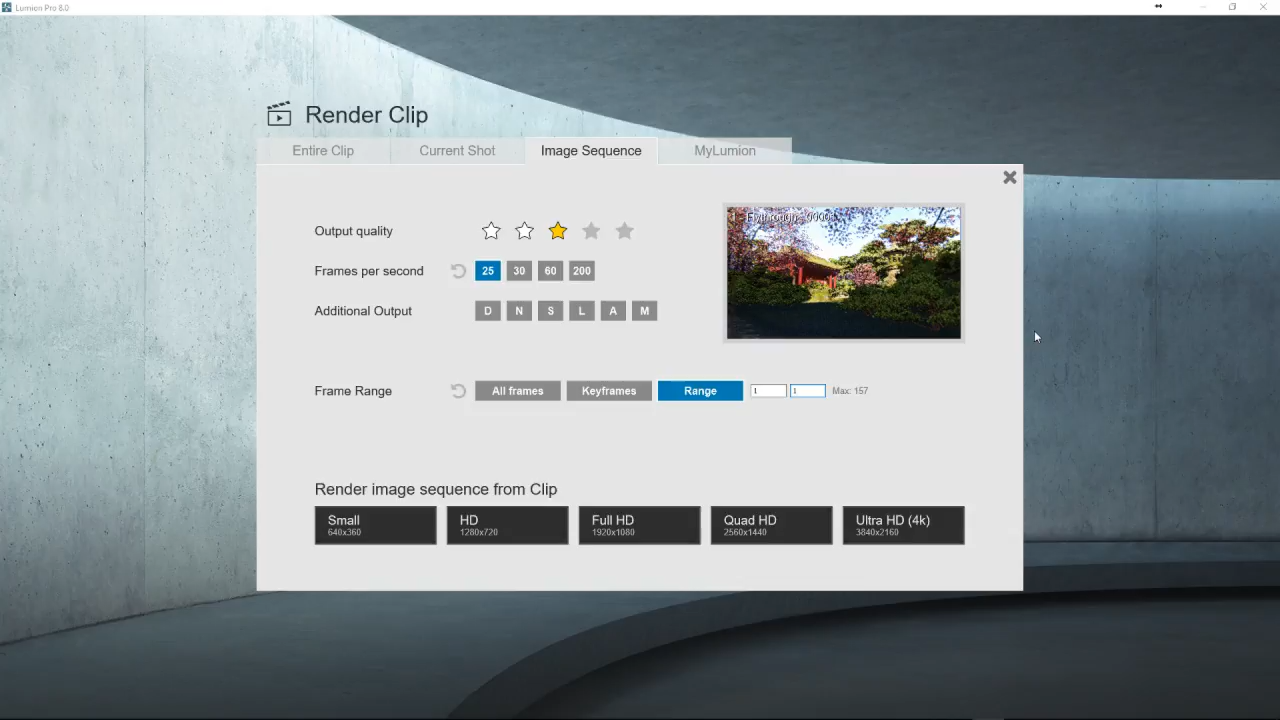 Lumion Pro 8.0
Render Clip
Entire Clip
Current Shot
Image Sequence
MyLumion
Output quality
Frames per second
25
30
60
200
Additional Output
D
N
S
L
A
M
Frame Range
All frames
Keyframes
Range
1
1
Max: 157
Render image sequence from Clip
Small
640x360
HD
1280x720
Full HD
1920x1080
Quad HD
2560x1440
Ultra HD (4k)
3840x2160